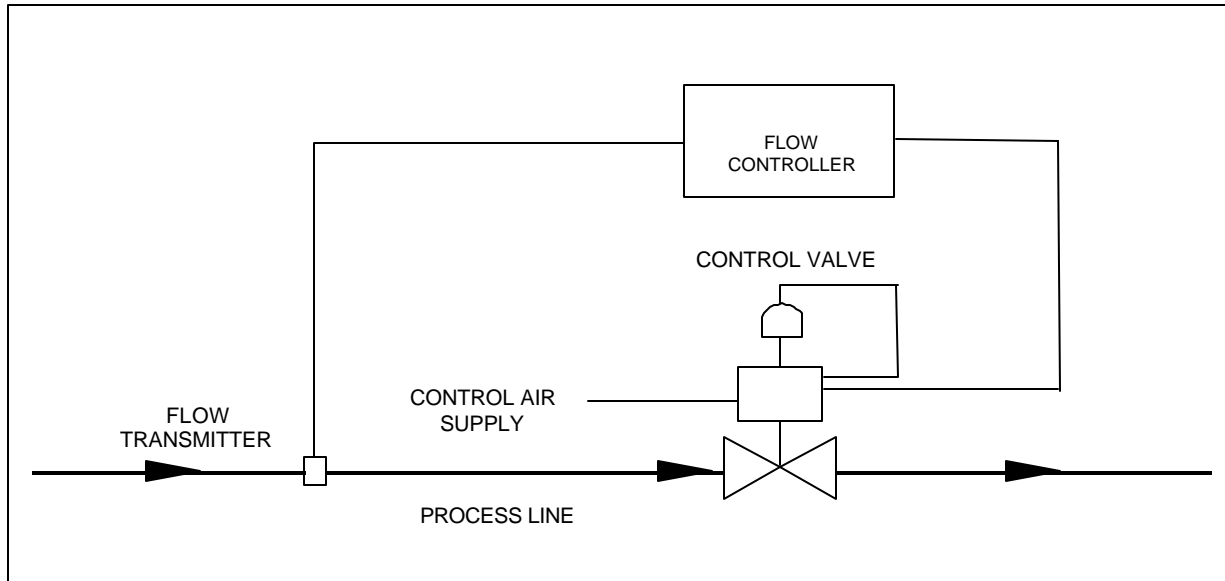 FLOW
CONTROLLER
CONTROL VALVE
CONTROL AIR
SUPPLY
FLOW
TRANSMITTER
PROCESS LINE